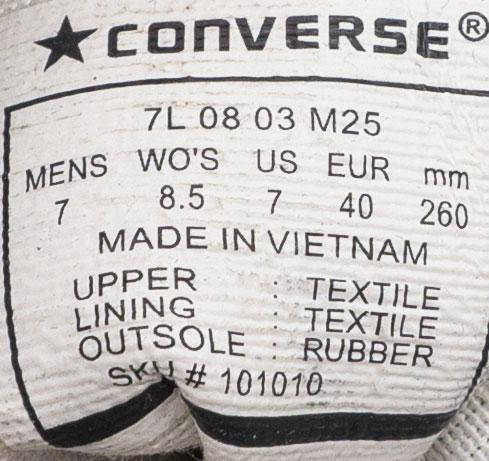 ★CONVERSE®
7L 08 03 M25
MENS WO'S US EUR mm
7 8.5 7 40 260
MADE IN VIETNAM
UPPER : TEXTILE
LINING : TEXTILE
OUTSOLE : RUBBER
SKU # 101010